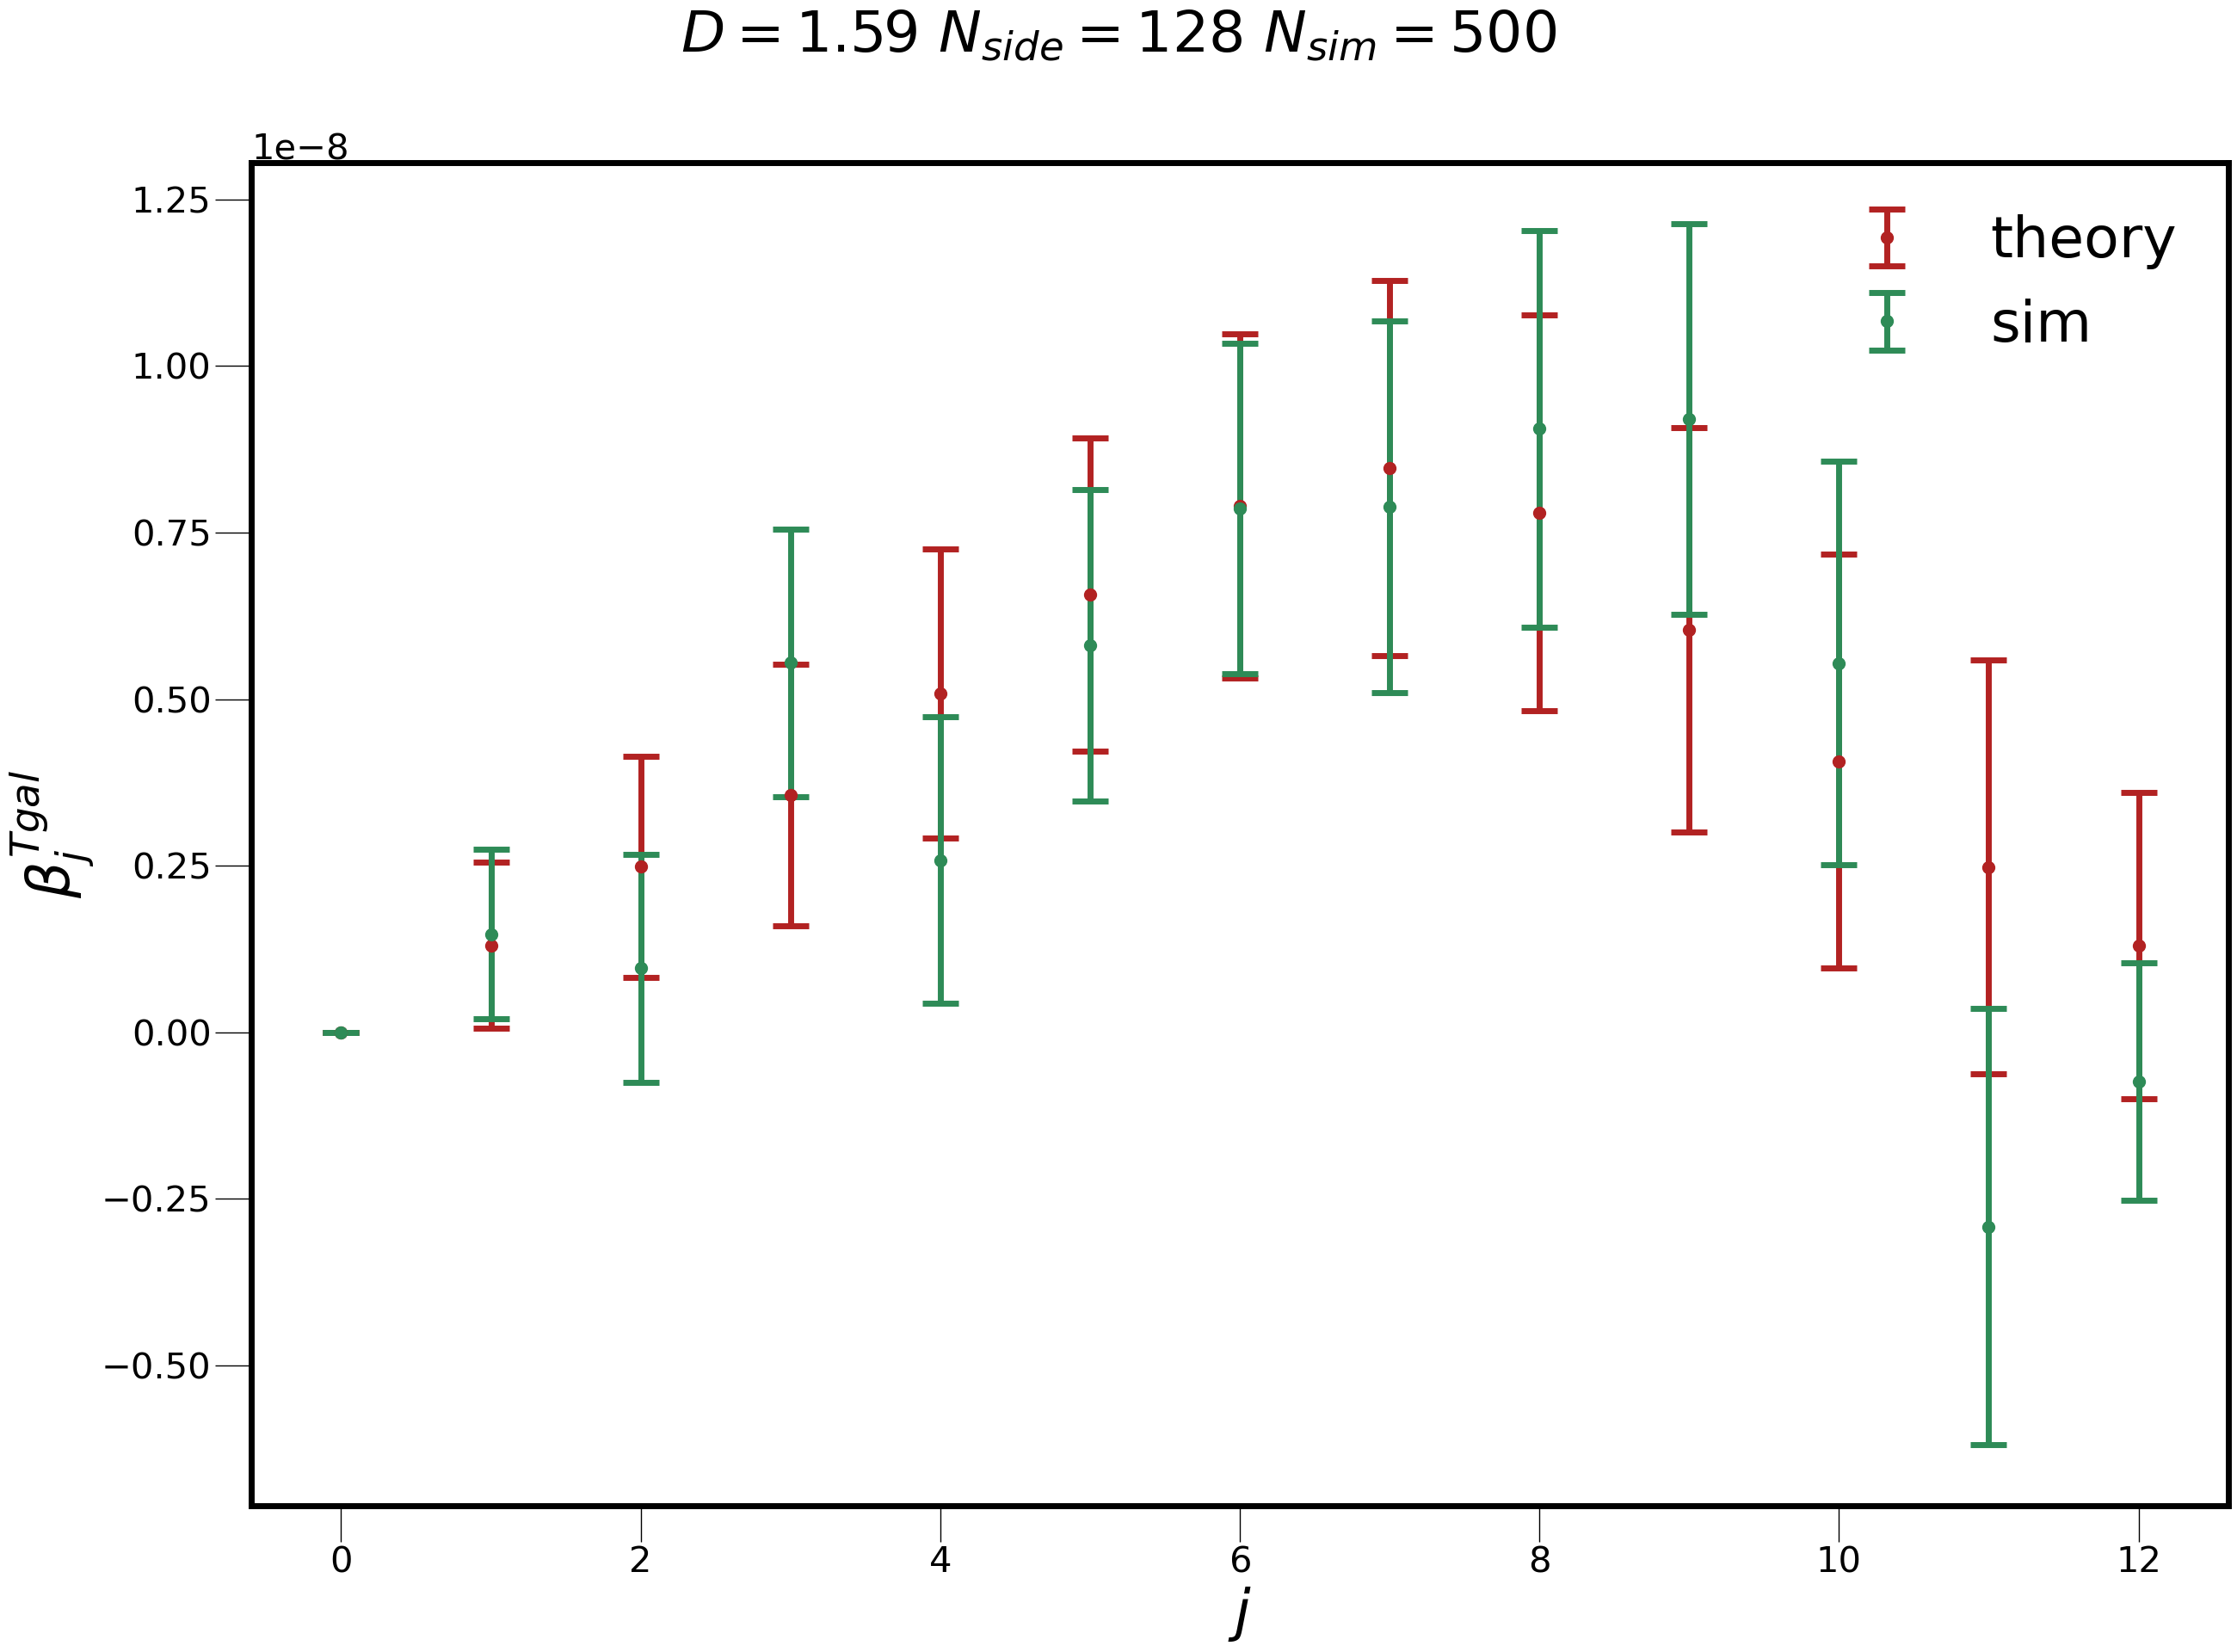 D = 1.59 N_side = 128 N_sim = 500
1e−8
1.25
1.00
0.75
0.50
0.25
0.00
−0.25
−0.50
β_j^Tgal
theory
sim
0 2 4 6 8 10 12
j